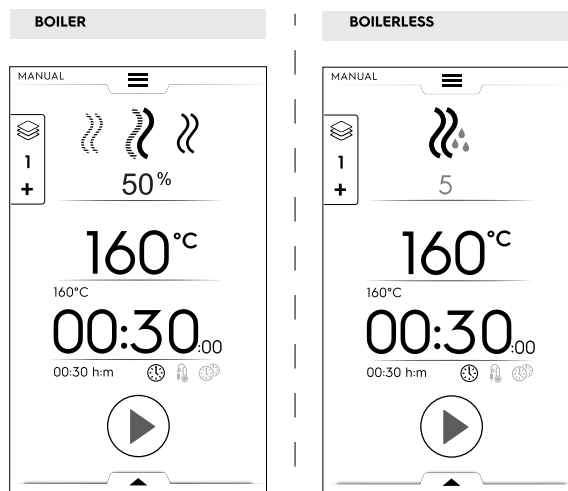 BOILER
MANUAL
1
+
50%
160°C
160°C
00:30:00
00:30 h:m
BOILERLESS
MANUAL
1
+
5
160°C
160°C
00:30:00
00:30 h:m